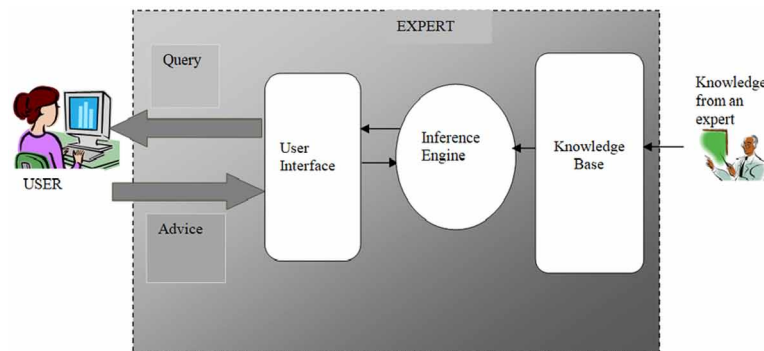 EXPERT
Query
Knowledge
from an
expert
User
Interface
Inference
Engine
Knowledge
Base
USER
Advice